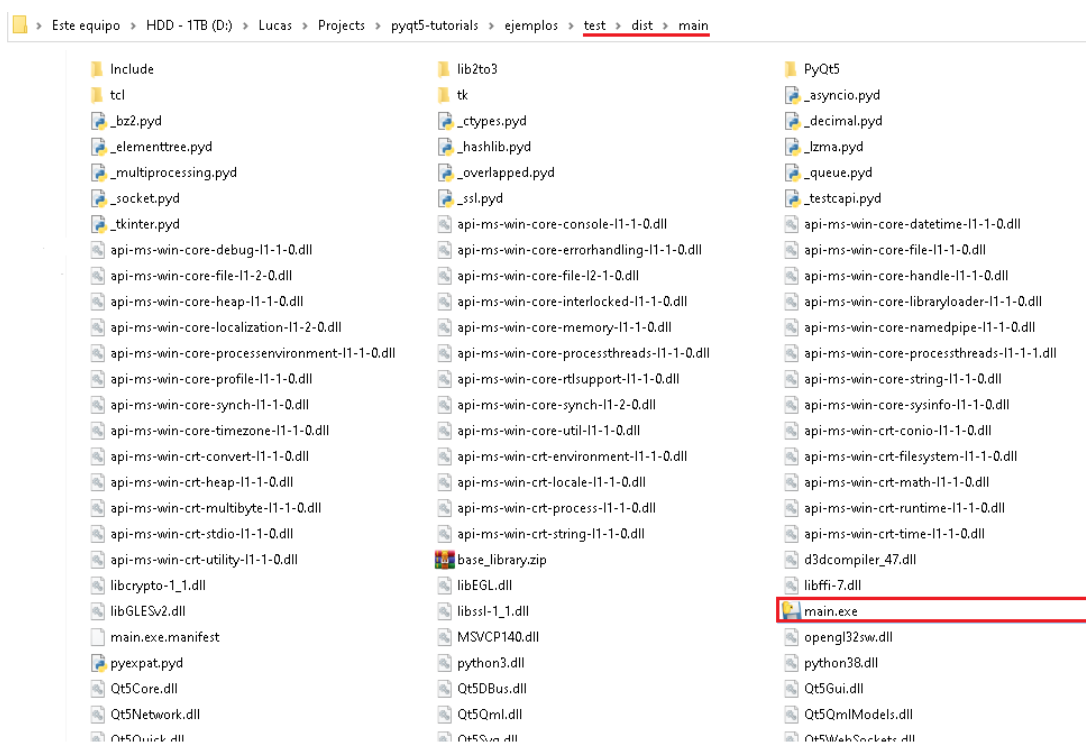 Este equipo > HDD - 1TB (D:) > Lucas > Projects > pyqt5-tutorials > ejemplos > test > dist > main
Include lib2to3 PyQt5
tcl tk _asyncio.pyd
_bz2.pyd _ctypes.pyd _decimal.pyd
_elementtree.pyd _hashlib.pyd _lzma.pyd
_multiprocessing.pyd _overlapped.pyd _queue.pyd
_socket.pyd _ssl.pyd _testcapi.pyd
_tkinter.pyd api-ms-win-core-console-l1-1-0.dll api-ms-win-core-datetime-l1-1-0.dll
api-ms-win-core-debug-l1-1-0.dll api-ms-win-core-errorhandling-l1-1-0.dll api-ms-win-core-file-l1-1-0.dll
api-ms-win-core-file-l1-2-0.dll api-ms-win-core-file-l2-1-0.dll api-ms-win-core-handle-l1-1-0.dll
api-ms-win-core-heap-l1-1-0.dll api-ms-win-core-interlocked-l1-1-0.dll api-ms-win-core-libraryloader-l1-1-0.dll
api-ms-win-core-localization-l1-2-0.dll api-ms-win-core-memory-l1-1-0.dll api-ms-win-core-namedpipe-l1-1-0.dll
api-ms-win-core-processenvironment-l1-1-0.dll api-ms-win-core-processthreads-l1-1-0.dll api-ms-win-core-processthreads-l1-1-1.dll
api-ms-win-core-profile-l1-1-0.dll api-ms-win-core-rtlsupport-l1-1-0.dll api-ms-win-core-string-l1-1-0.dll
api-ms-win-core-synch-l1-1-0.dll api-ms-win-core-synch-l1-2-0.dll api-ms-win-core-sysinfo-l1-1-0.dll
api-ms-win-core-timezone-l1-1-0.dll api-ms-win-core-util-l1-1-0.dll api-ms-win-crt-conio-l1-1-0.dll
api-ms-win-crt-convert-l1-1-0.dll api-ms-win-crt-environment-l1-1-0.dll api-ms-win-crt-filesystem-l1-1-0.dll
api-ms-win-crt-heap-l1-1-0.dll api-ms-win-crt-locale-l1-1-0.dll api-ms-win-crt-math-l1-1-0.dll
api-ms-win-crt-multibyte-l1-1-0.dll api-ms-win-crt-process-l1-1-0.dll api-ms-win-crt-runtime-l1-1-0.dll
api-ms-win-crt-stdio-l1-1-0.dll api-ms-win-crt-string-l1-1-0.dll api-ms-win-crt-time-l1-1-0.dll
api-ms-win-crt-utility-l1-1-0.dll base_library.zip d3dcompiler_47.dll
libcrypto-1_1.dll libEGL.dll libffi-7.dll
libGLESv2.dll libssl-1_1.dll main.exe
main.exe.manifest MSVCP140.dll opengl32sw.dll
pyexpat.pyd python3.dll python38.dll
Qt5Core.dll Qt5DBus.dll Qt5Gui.dll
Qt5Network.dll Qt5Qml.dll Qt5QmlModels.dll
Qt5Quick.dll Qt5Svg.dll Qt5WebSockets.dll